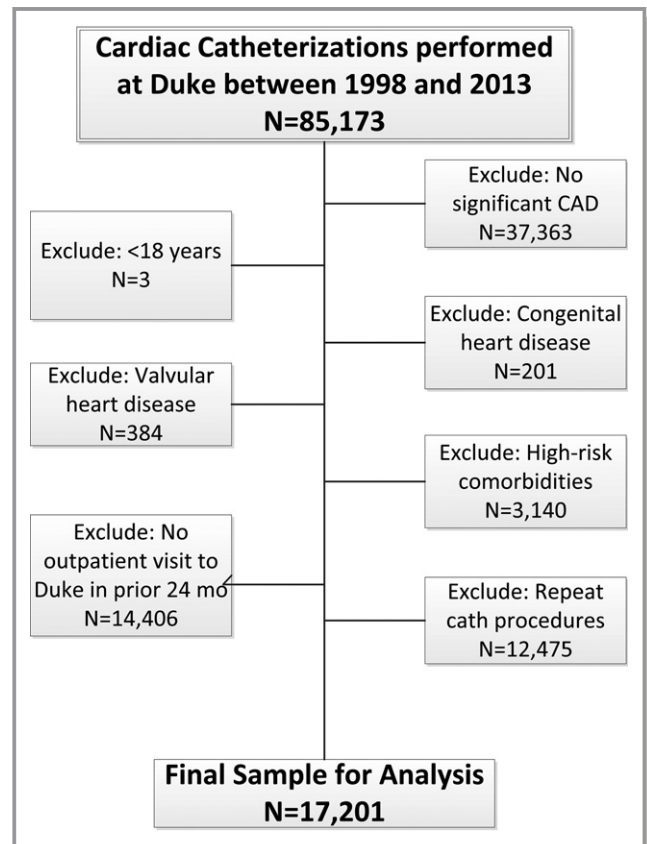 Cardiac Catheterizations performed
at Duke between 1998 and 2013
N=85,173
Exclude: No
significant CAD
N=37,363
Exclude: <18 years
N=3
Exclude: Congenital
heart disease
N=201
Exclude: Valvular
heart disease
N=384
Exclude: High-risk
comorbidities
N=3,140
Exclude: No
outpatient visit to
Duke in prior 24 mo
N=14,406
Exclude: Repeat
cath procedures
N=12,475
Final Sample for Analysis
N=17,201